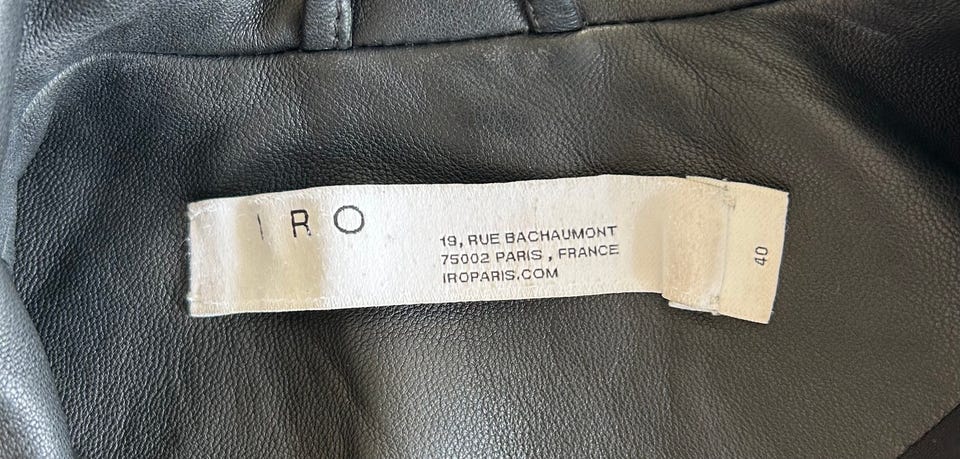 IRO
19, RUE BACHAUMONT
75002 PARIS , FRANCE
IROPARIS.COM
40